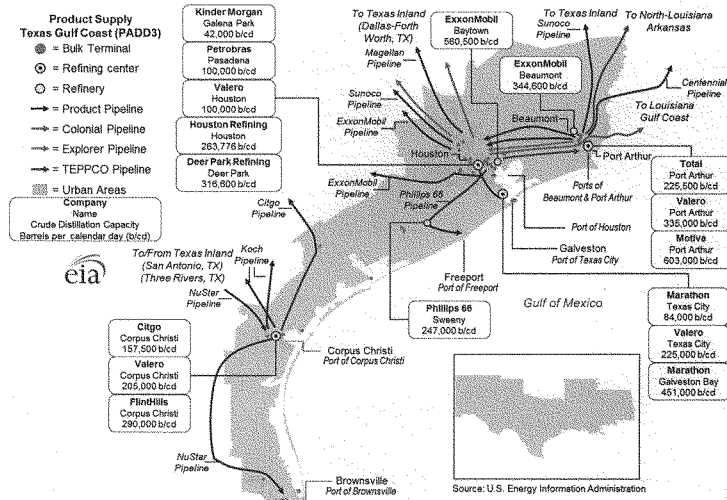 Product Supply
Texas Gulf Coast (PADD3)
= Bulk Terminal
= Refining center
= Refinery
= Product Pipeline
= Colonial Pipeline
= Explorer Pipeline
= TEPPCO Pipeline
= Urban Areas
Company
Name
Crude Distillation Capacity
Barrels per calendar day (b/cd)
eia
Kinder Morgan
Galena Park
42,000 b/cd
Petrobras
Pasadena
100,000 b/cd
Valero
Houston
100,000 b/cd
Houston Refining
Houston
263,776 b/cd
Deer Park Refining
Deer Park
316,600 b/cd
To Texas Inland
(Dallas-Forth
Worth, TX)
Magellan
Pipeline
Sunoco
Pipeline
ExxonMobil
Pipeline
ExxonMobil
Baytown
560,500 b/cd
To Texas Inland
Sunoco
Pipeline
To North-Louisiana
Arkansas
ExxonMobil
Beaumont
344,600 b/cd
Centennial
Pipeline
Beaumont
To Louisiana
Gulf Coast
Houston
Port Arthur
ExxonMobil
Pipeline
Phillips 66
Pipeline
Ports of
Beaumont & Port Arthur
Total
Port Arthur
225,500 b/cd
Valero
Port Arthur
335,000 b/cd
Motiva
Port Arthur
603,000 b/cd
Port of Houston
Galveston
Port of Texas City
Citgo
Pipeline
Koch
Pipeline
To/From Texas Inland
(San Antonio, TX)
(Three Rivers, TX)
NuStar
Pipeline
Freeport
Port of Freeport
Gulf of Mexico
Phillips 66
Sweeny
247,000 b/cd
Marathon
Texas City
84,000 b/cd
Valero
Texas City
225,000 b/cd
Marathon
Galveston Bay
451,000 b/cd
Citgo
Corpus Christi
157,500 b/cd
Valero
Corpus Christi
205,000 b/cd
FlintHills
Corpus Christi
290,000 b/cd
Corpus Christi
Port of Corpus Christi
NuStar
Pipeline
Brownsville
Port of Brownsville
Source: U.S. Energy Information Administration